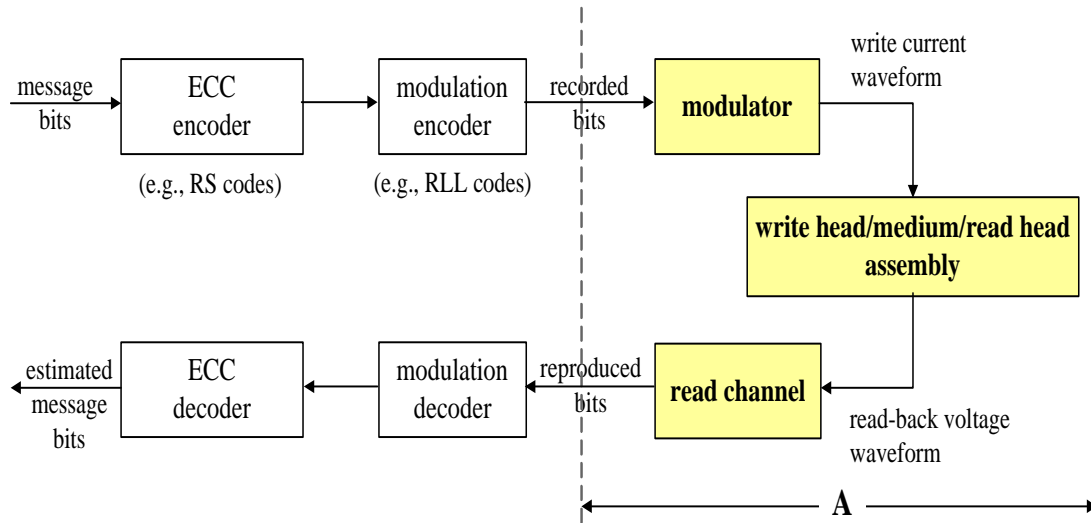 message
bits
ECC
encoder
(e.g., RS codes)
modulation
encoder
(e.g., RLL codes)
recorded
bits
modulator
write current
waveform
write head/medium/read head
assembly
estimated
message
bits
ECC
decoder
modulation
decoder
reproduced
bits
read channel
read-back voltage
waveform
A